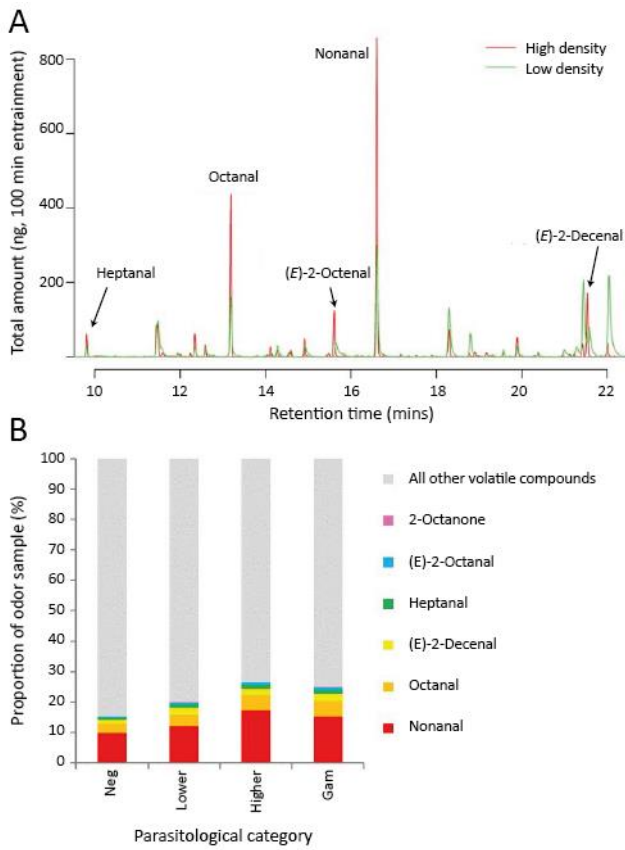 A
Total amount (ng, 100 min entrainment)
800
600
400
200
Nonanal
High density
Low density
Octanal
(E)-2-Decenal
(E)-2-Octenal
Heptanal
10 12 14 16 18 20 22
Retention time (mins)
B
Proportion of odor sample (%)
100
90
80
70
60
50
40
30
20
10
0
All other volatile compounds
2-Octanone
(E)-2-Octanal
Heptanal
(E)-2-Decenal
Octanal
Nonanal
Neg
Lower
Higher
Gam
Parasitological category